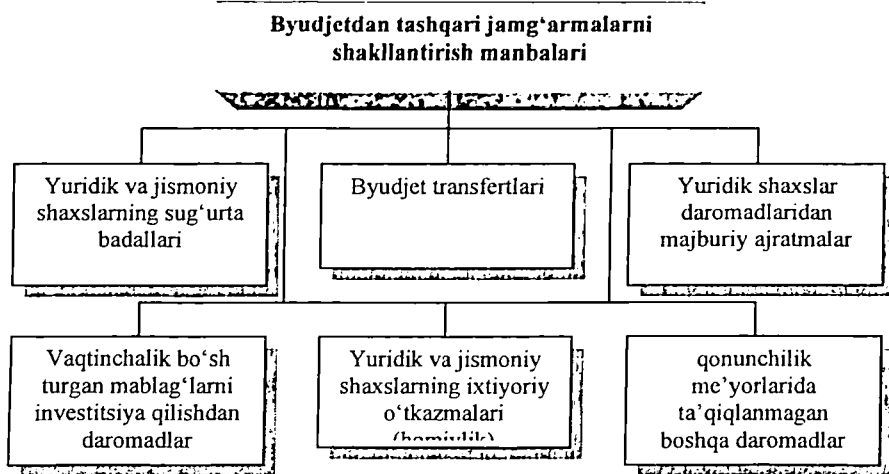 Byudjetdan tashqari jamg‘armalarni
shakllantirish manbalari
Yuridik va jismoniy
shaxslarning sug‘urta
badallari
Byudjet transfertlari
Yuridik shaxslar
daromadlaridan
majburiy ajratmalar
Vaqtinchalik bo‘sh
turgan mablag‘larni
investitsiya qilishdan
daromadlar
Yuridik va jismoniy
shaxslarning ixtiyoriy
o‘tkazmalari
(homiylik)
qonunchilik
me’yorlarida
ta’qiqlanmagan
boshqa daromadlar